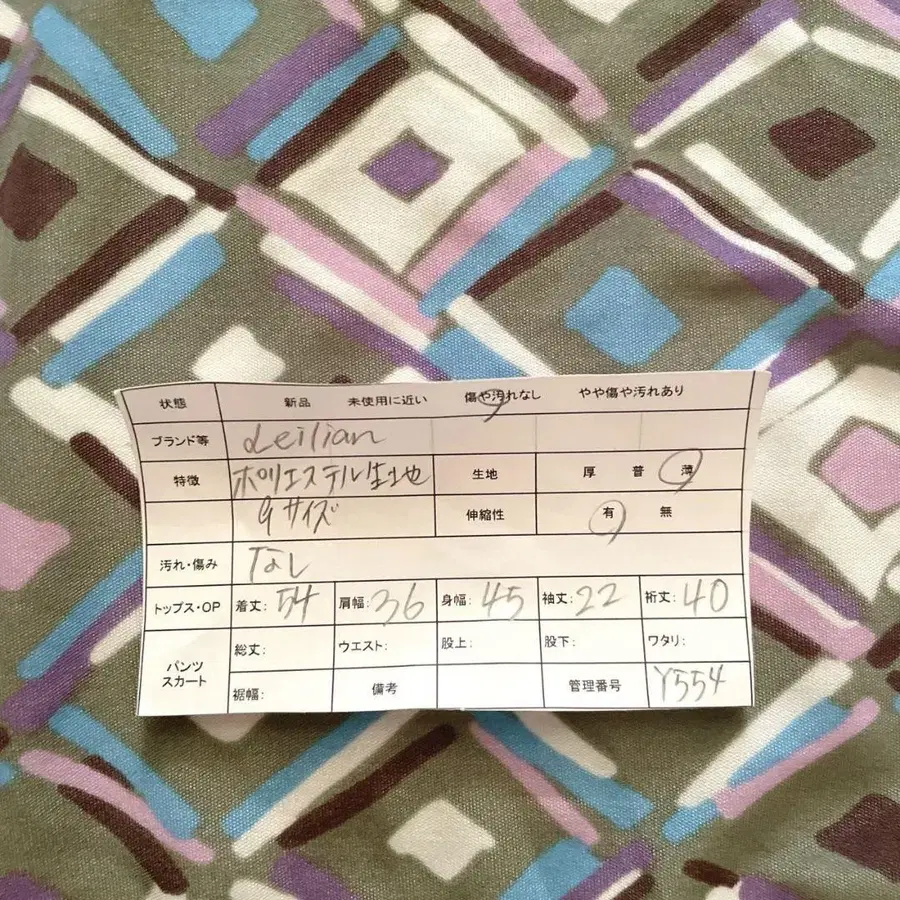 状態 新品 未使用に近い 傷や汚れなし やや傷や汚れあり
ブランド等 Leilian
特徴 ポリエステル生地 生地 厚 普 薄
9サイズ 伸縮性 有 無
汚れ・傷み なし
トップス・OP 着丈: 54 肩幅: 36 身幅: 45 袖丈: 22 裄丈: 40
パンツ スカート 総丈: ウエスト: 股上: 股下: ワタリ:
裾幅: 備考 管理番号 Y554